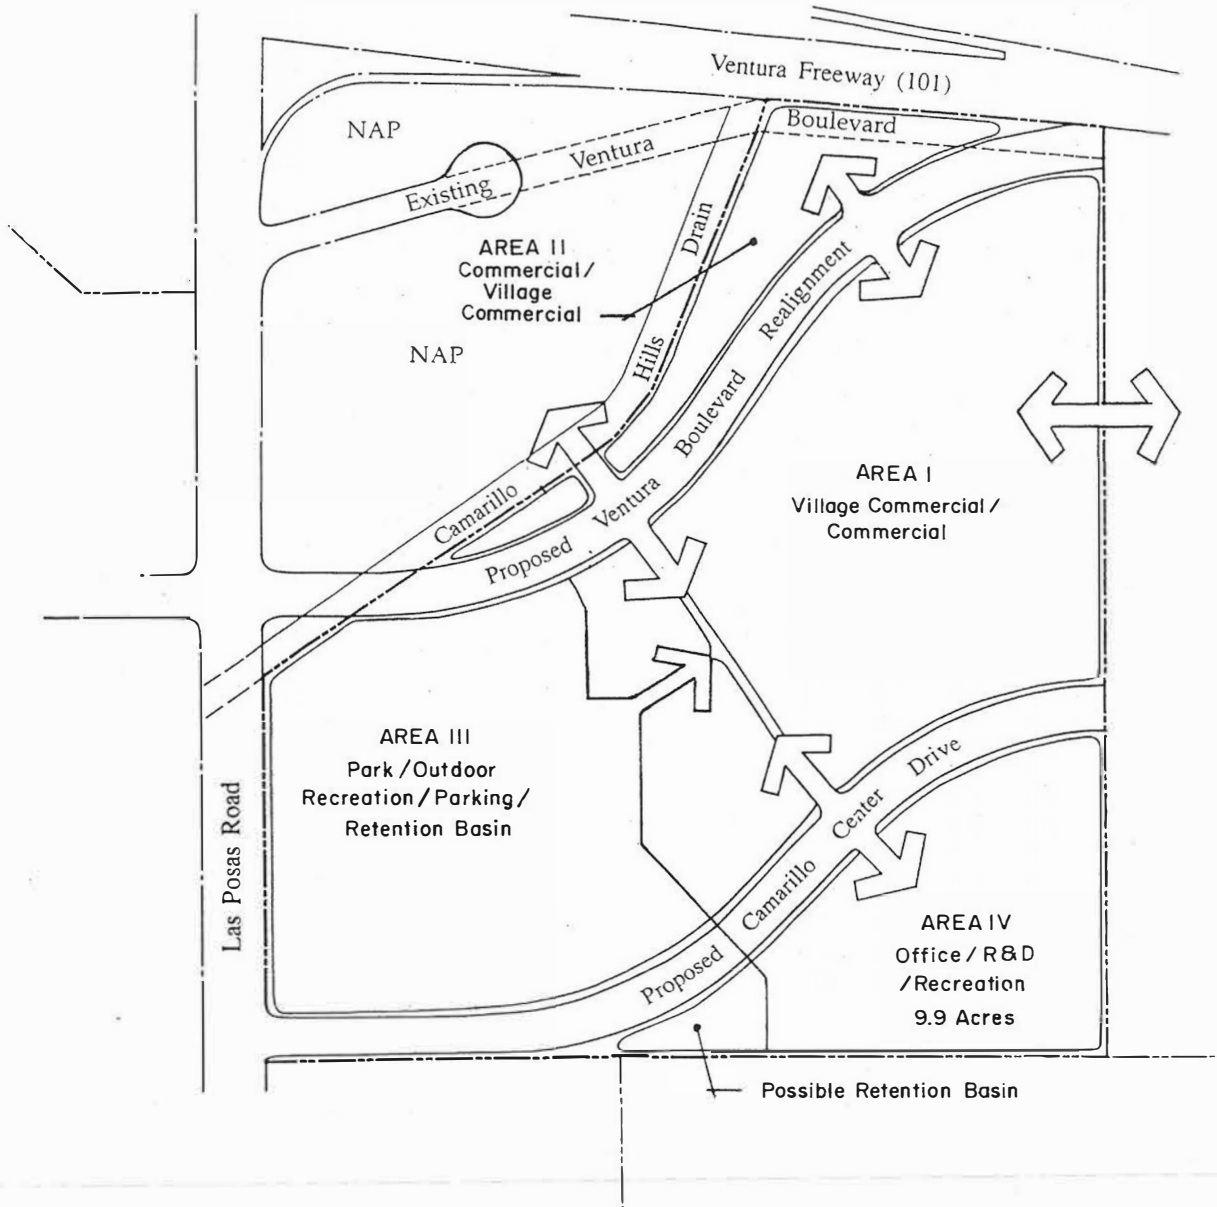 Ventura Freeway (101)
NAP
Existing Ventura Boulevard
AREA II
Commercial/
Village
Commercial
NAP
Camarillo Hills Drain
Proposed Ventura Boulevard Realignment
AREA I
Village Commercial/
Commercial
AREA III
Park/Outdoor
Recreation/Parking/
Retention Basin
Las Posas Road
Proposed Camarillo Center Drive
AREA IV
Office/R&D
/Recreation
9.9 Acres
Possible Retention Basin